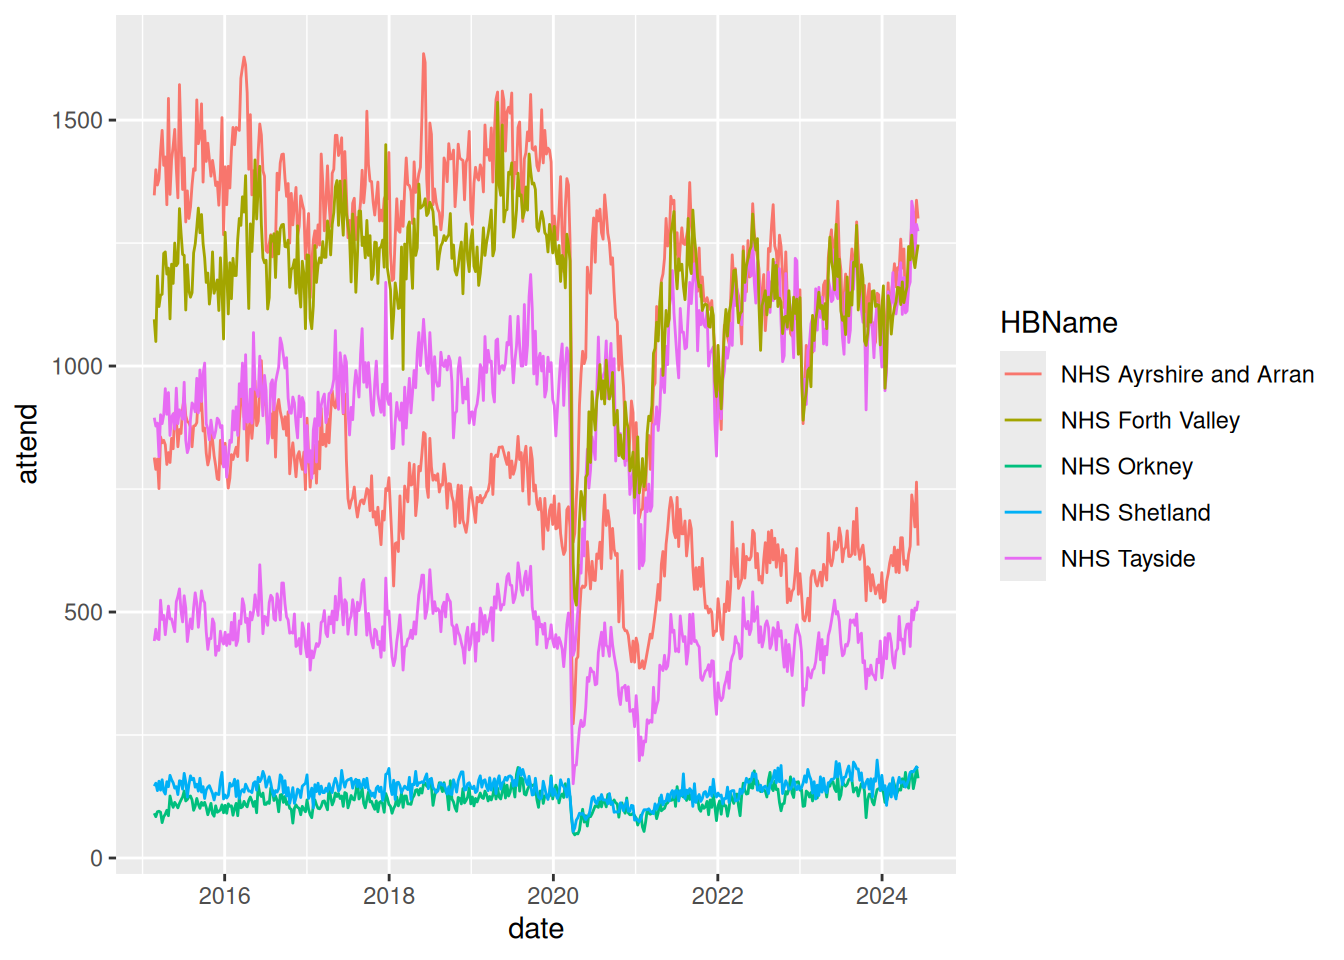 1500
1000
500
0
attend
2016 2018 2020 2022 2024
date
HBName
NHS Ayrshire and Arran
NHS Forth Valley
NHS Orkney
NHS Shetland
NHS Tayside